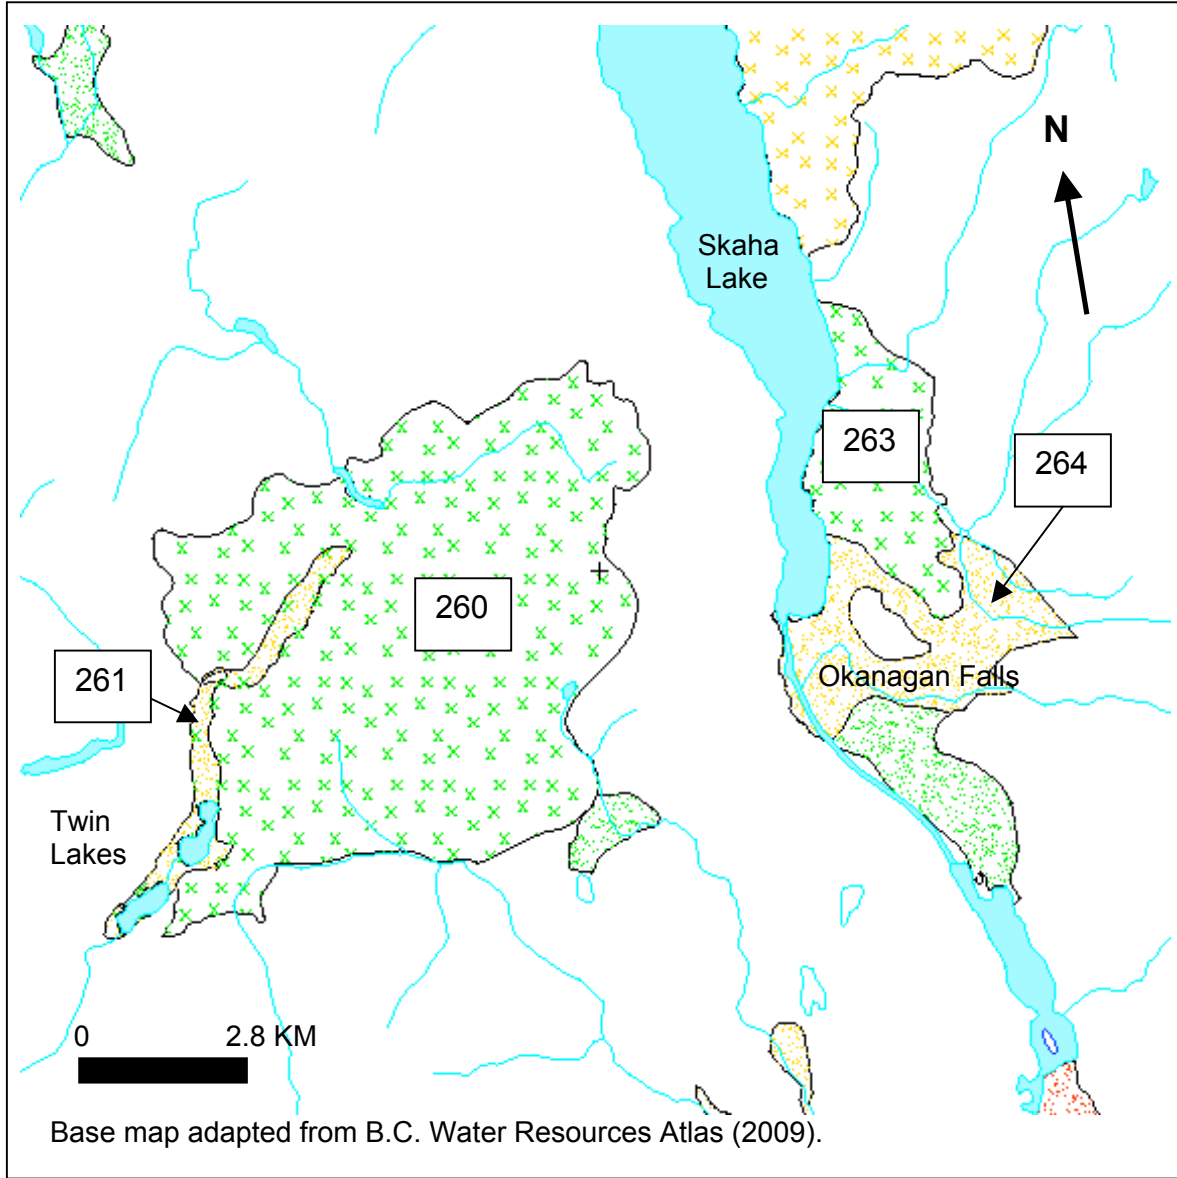 N
Skaha
Lake
263
264
260
261
Okanagan Falls
Twin
Lakes
0 2.8 KM
Base map adapted from B.C. Water Resources Atlas (2009).